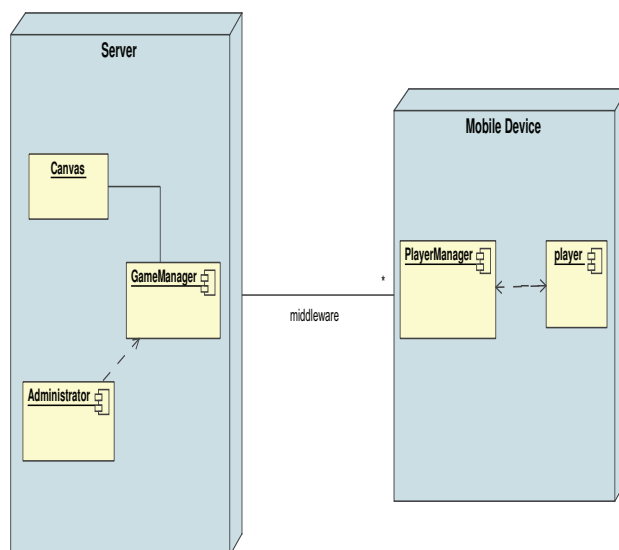 Server
Canvas
GameManager
Administrator
*
middleware
Mobile Device
PlayerManager
player